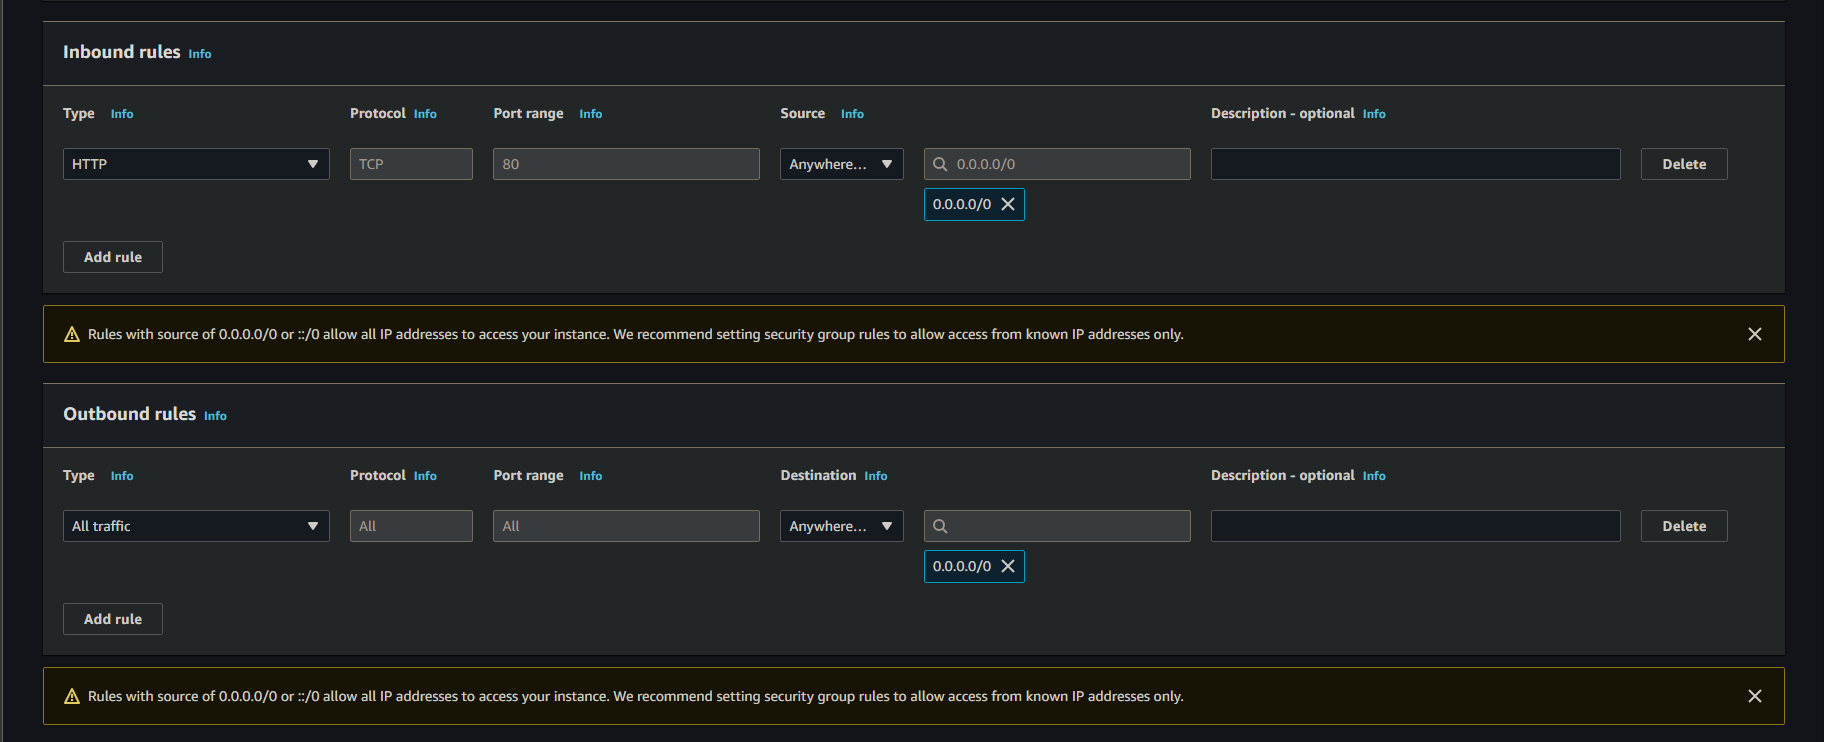 Inbound rules Info
Type Info Protocol Info Port range Info Source Info Description - optional Info
HTTP TCP 80 Anywhere... 0.0.0.0/0 Delete
0.0.0.0/0
Add rule
Rules with source of 0.0.0.0/0 or ::/0 allow all IP addresses to access your instance. We recommend setting security group rules to allow access from known IP addresses only.
Outbound rules Info
Type Info Protocol Info Port range Info Destination Info Description - optional Info
All traffic All All Anywhere... Delete
0.0.0.0/0
Add rule
Rules with source of 0.0.0.0/0 or ::/0 allow all IP addresses to access your instance. We recommend setting security group rules to allow access from known IP addresses only.